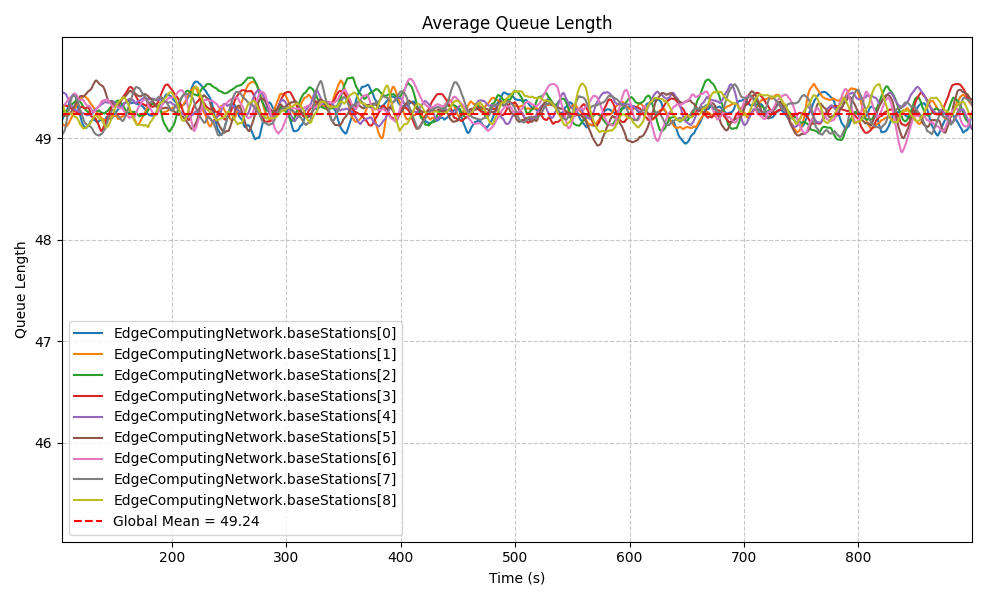 Average Queue Length
Queue Length
49
48
47
46
EdgeComputingNetwork.baseStations[0]
EdgeComputingNetwork.baseStations[1]
EdgeComputingNetwork.baseStations[2]
EdgeComputingNetwork.baseStations[3]
EdgeComputingNetwork.baseStations[4]
EdgeComputingNetwork.baseStations[5]
EdgeComputingNetwork.baseStations[6]
EdgeComputingNetwork.baseStations[7]
EdgeComputingNetwork.baseStations[8]
Global Mean = 49.24
200 300 400 500 600 700 800
Time (s)